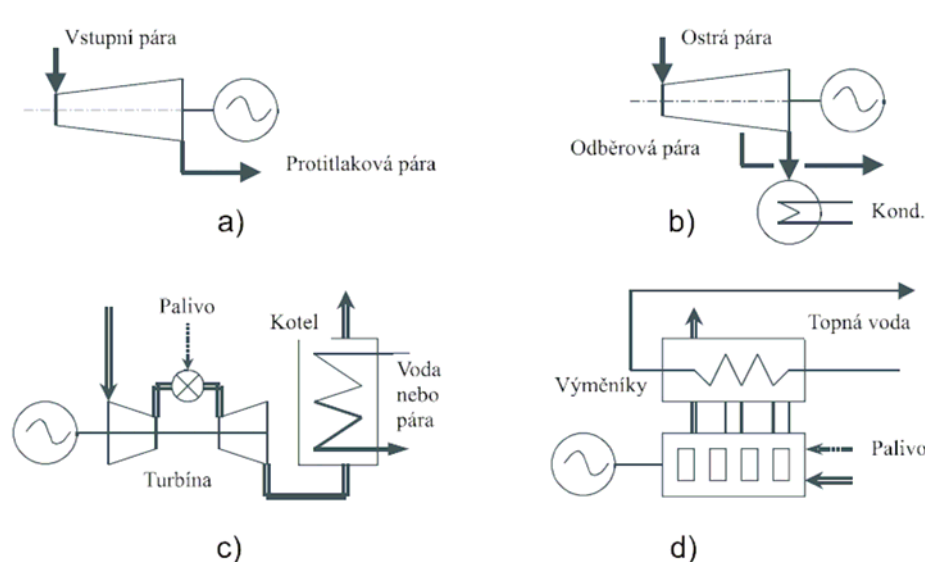 Vstupní pára
Protitlaková pára
a)
Ostrá pára
Odběrová pára
Kond.
b)
Palivo
Kotel
Voda
nebo
pára
Turbína
c)
Topná voda
Výměníky
Palivo
d)